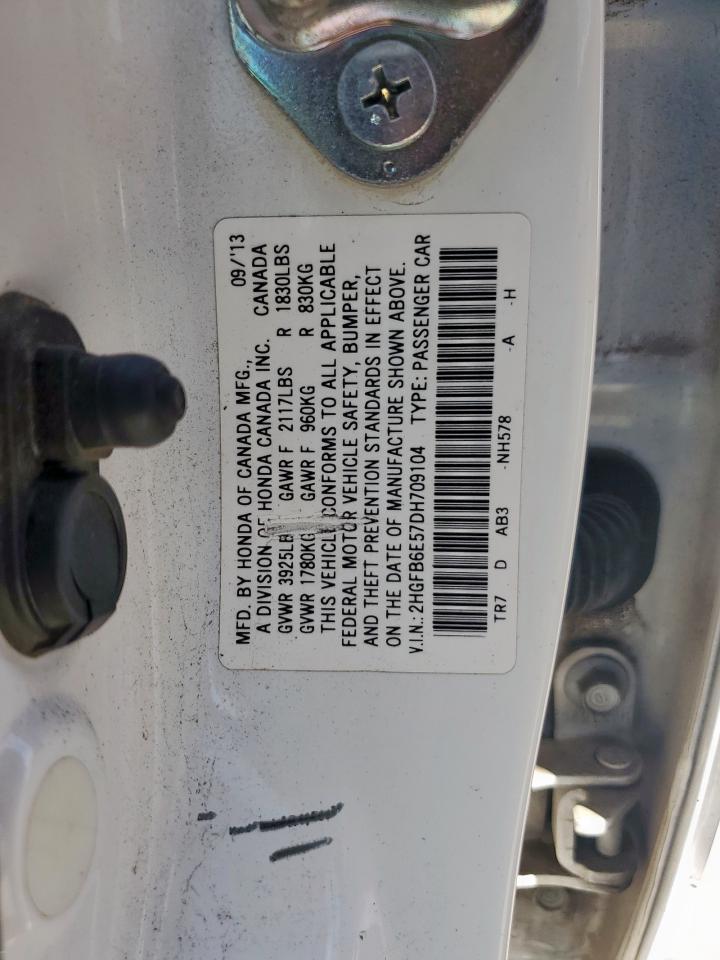 MFD. BY HONDA OF CANADA MFG., 09/'13
A DIVISION OF HONDA CANADA INC. CANADA
GVWR 3925LB GAWR F 2117LBS R 1830LBS
GVWR 1780KG GAWR F 960KG R 830KG
THIS VEHICLE CONFORMS TO ALL APPLICABLE
FEDERAL MOTOR VEHICLE SAFETY, BUMPER,
AND THEFT PREVENTION STANDARDS IN EFFECT
ON THE DATE OF MANUFACTURE SHOWN ABOVE.
V.I.N.: 2HGFB6E57DH709104 TYPE: PASSENGER CAR
TR7 D AB3 -NH578 -A -H